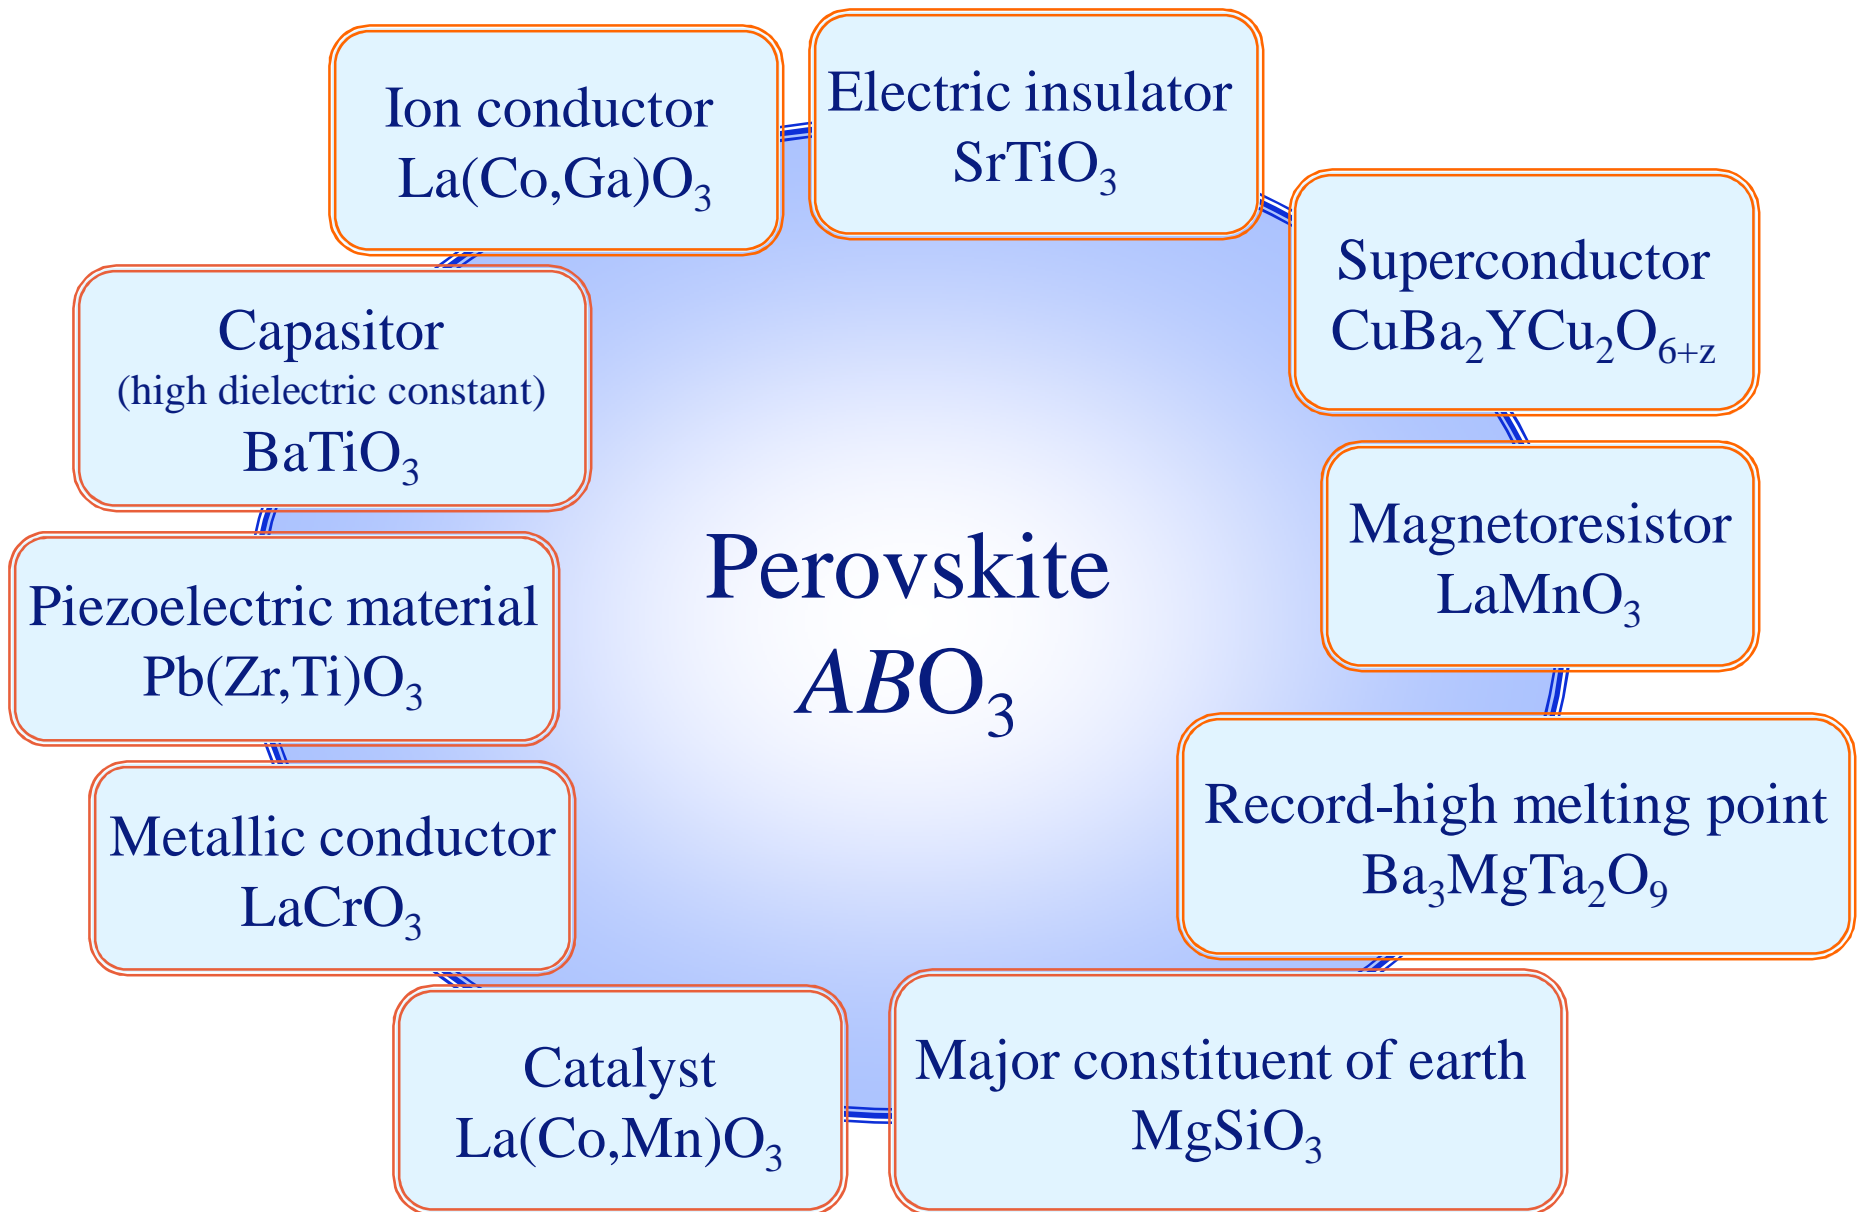 Ion conductor
La(Co,Ga)O₃
Electric insulator
SrTiO₃
Superconductor
CuBa₂YCu₂O₆₊z
Capasitor
(high dielectric constant)
BaTiO₃
Magnetoresistor
LaMnO₃
Perovskite
ABO₃
Piezoelectric material
Pb(Zr,Ti)O₃
Record-high melting point
Ba₃MgTa₂O₉
Metallic conductor
LaCrO₃
Catalyst
La(Co,Mn)O₃
Major constituent of earth
MgSiO₃